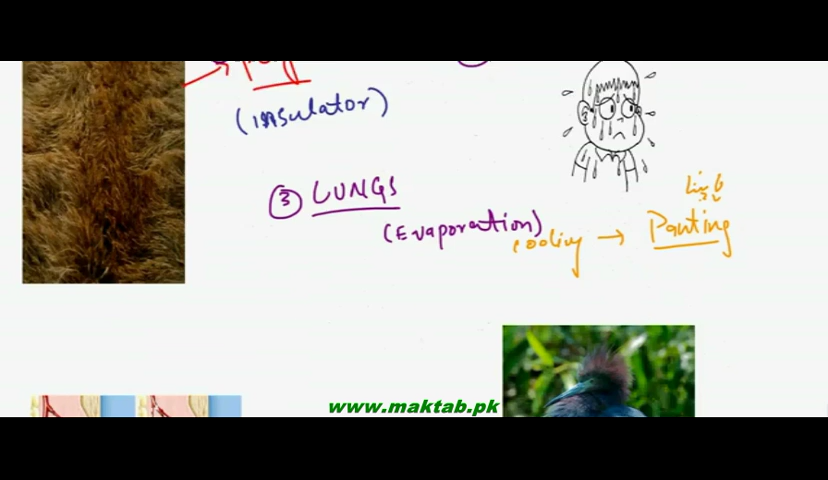 (insulator)
3 LUNGS
(Evaporation)
cooling → Panting
www.maktab.pk